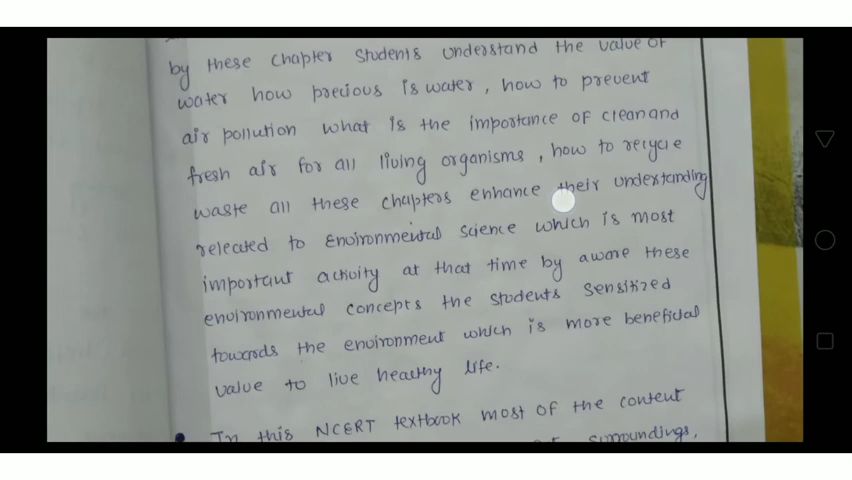 by these chapter students understand the value of
water how precious is water, how to prevent
air pollution what is the importance of clean and
fresh air for all living organisms, how to recycle
waste all these chapters enhance their understanding
releated to Environmental science which is most
important activity at that time by aware these
environmental concepts the students sensitized
towards the environment which is more beneficial
value to live healthy life.
In this NCERT textbook most of the content
surroundings,